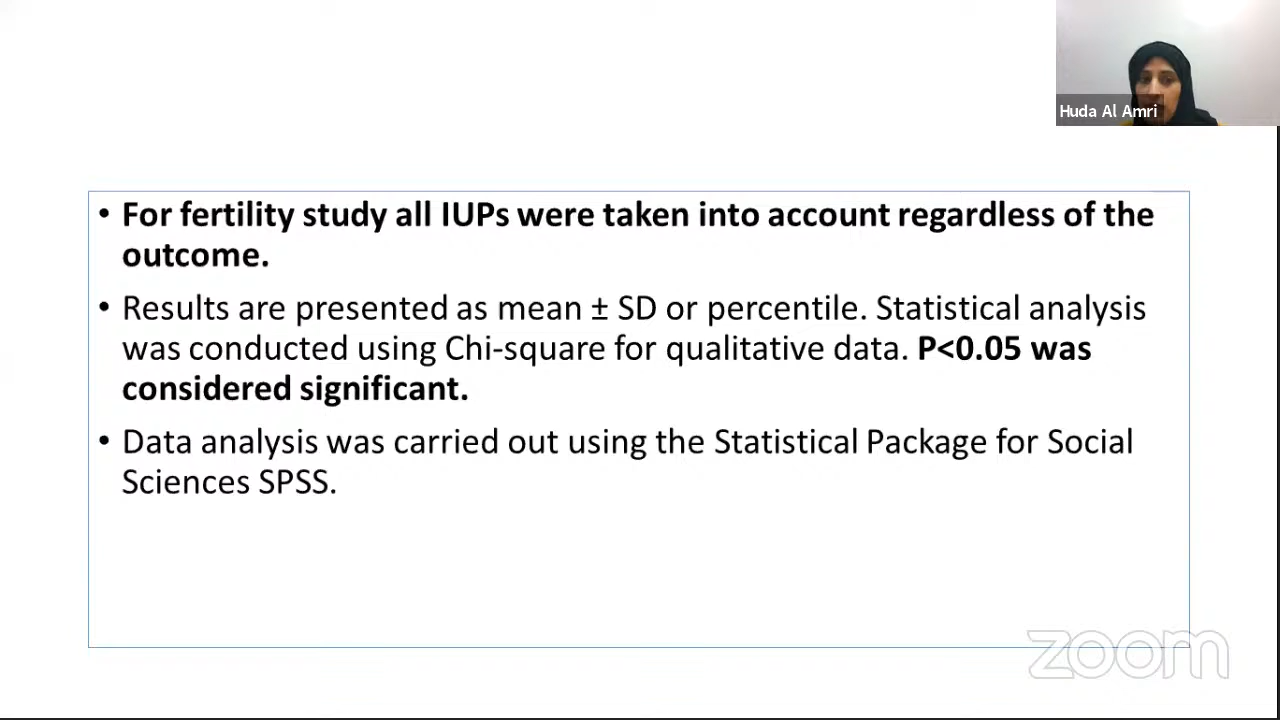 Huda Al Amri
• For fertility study all IUPs were taken into account regardless of the
outcome.
• Results are presented as mean ± SD or percentile. Statistical analysis
was conducted using Chi-square for qualitative data. P<0.05 was
considered significant.
• Data analysis was carried out using the Statistical Package for Social
Sciences SPSS.
zoom